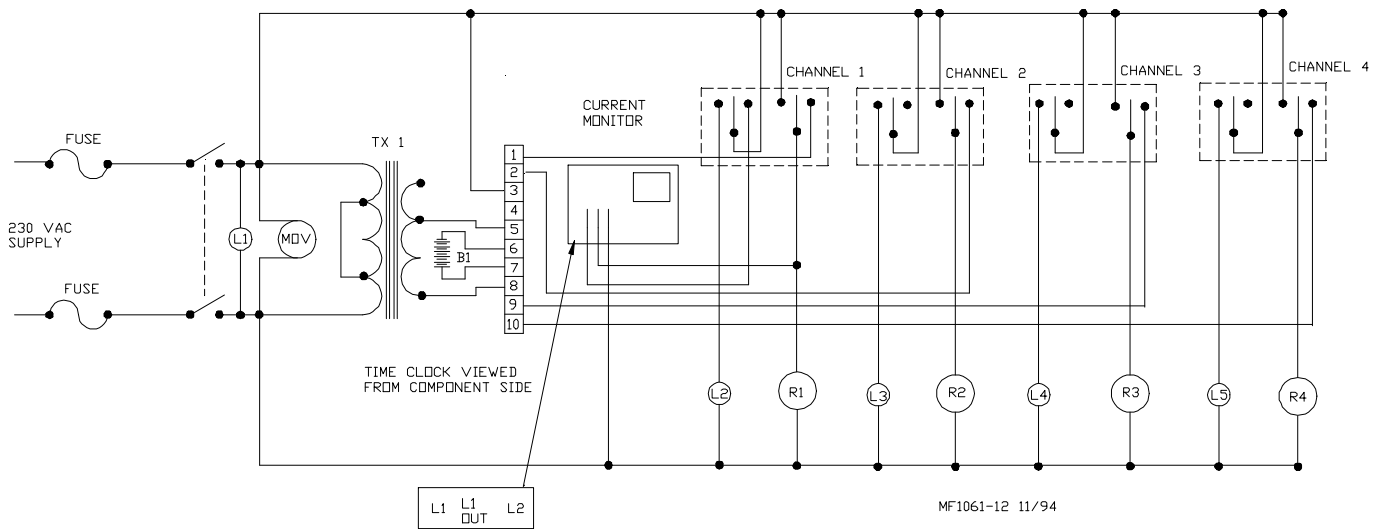 CHANNEL 1
CHANNEL 2
CHANNEL 3
CHANNEL 4
CURRENT
MONITOR
FUSE
TX 1
1
2
3
4
5
6
7
8
9
10
230 VAC
SUPPLY
L1
MOV
B1
FUSE
TIME CLOCK VIEWED
FROM COMPONENT SIDE
L2
R1
L3
R2
L4
R3
L5
R4
L1
L1
OUT
L2
MF1061-12 11/94